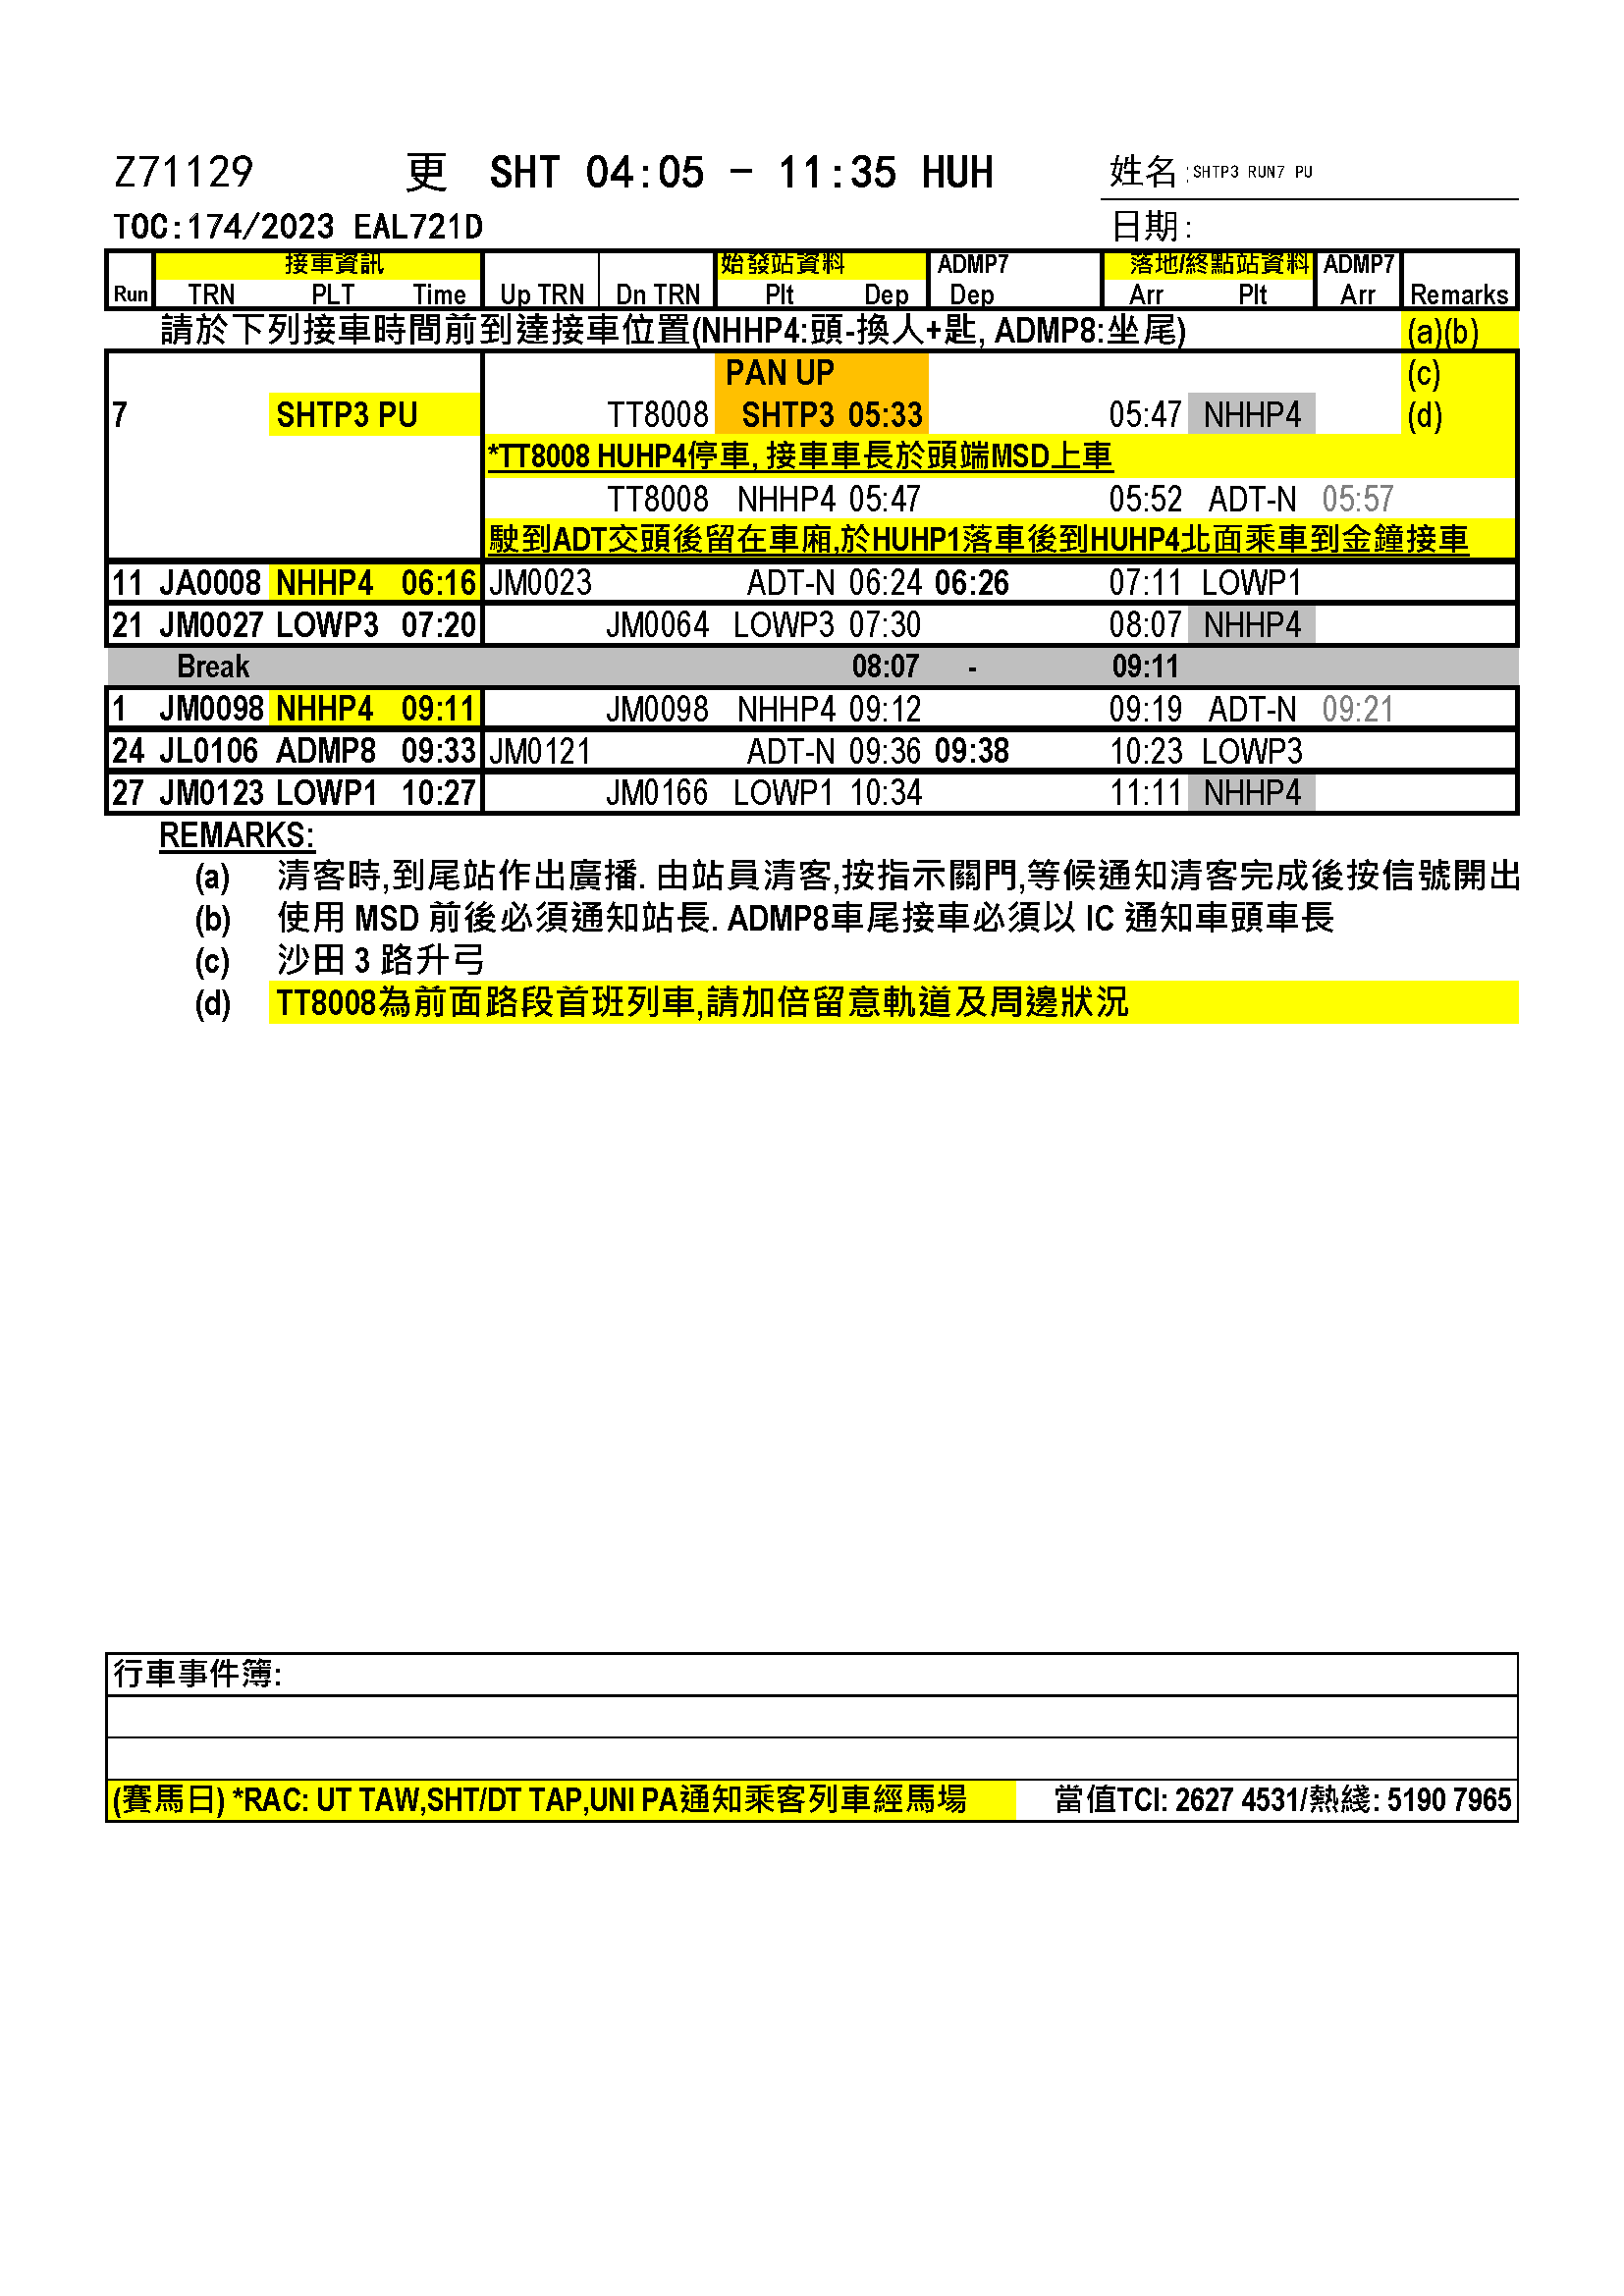 Z71129 更 SHT 04:05 - 11:35 HUH 姓名:SHTP3 RUN7 PU
TOC:174/2023 EAL721D 日期:
接車資訊 始發站資料 ADMP7 落地/終點站資料 ADMP7
Run TRN PLT Time Up TRN Dn TRN Plt Dep Dep Arr Plt Arr Remarks
請於下列接車時間前到達接車位置(NHHP4:頭-換人+匙, ADMP8:坐尾) (a)(b)
PAN UP (c)
7 SHTP3 PU TT8008 SHTP3 05:33 05:47 NHHP4 (d)
*TT8008 HUHP4停車, 接車車長於頭端MSD上車
TT8008 NHHP4 05:47 05:52 ADT-N 05:57
駛到ADT交頭後留在車廂,於HUHP1落車後到HUHP4北面乘車到金鐘接車
11 JA0008 NHHP4 06:16 JM0023 ADT-N 06:24 06:26 07:11 LOWP1
21 JM0027 LOWP3 07:20 JM0064 LOWP3 07:30 08:07 NHHP4
Break 08:07 - 09:11
1 JM0098 NHHP4 09:11 JM0098 NHHP4 09:12 09:19 ADT-N 09:21
24 JL0106 ADMP8 09:33 JM0121 ADT-N 09:36 09:38 10:23 LOWP3
27 JM0123 LOWP1 10:27 JM0166 LOWP1 10:34 11:11 NHHP4
REMARKS:
(a) 清客時,到尾站作出廣播. 由站員清客,按指示關門,等候通知清客完成後按信號開出
(b) 使用 MSD 前後必須通知站長. ADMP8車尾接車必須以 IC 通知車頭車長
(c) 沙田 3 路升弓
(d) TT8008為前面路段首班列車,請加倍留意軌道及周邊狀況
行車事件簿:
(賽馬日) *RAC: UT TAW,SHT/DT TAP,UNI PA通知乘客列車經馬場 當值TCI: 2627 4531/熱綫: 5190 7965